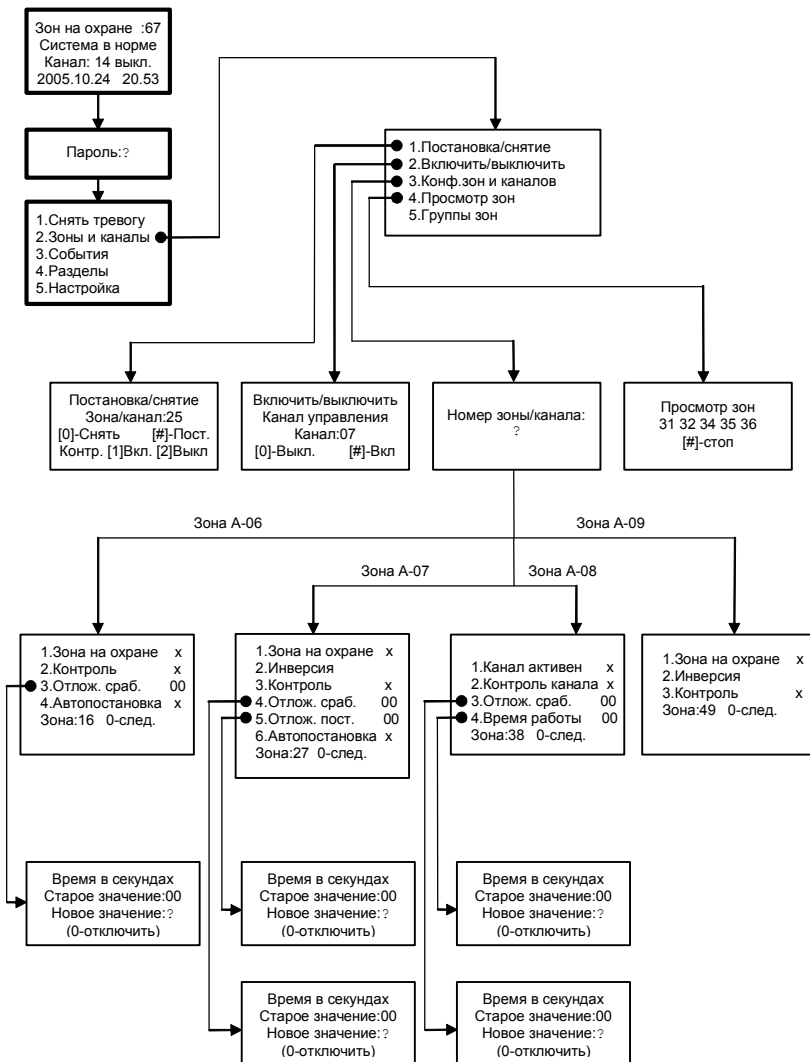 Зон на охране :67
Система в норме
Канал: 14 выкл.
2005.10.24 20.53
Пароль:?
1.Снять тревогу
2.Зоны и каналы
3.События
4.Разделы
5.Настройка
1.Постановка/снятие
2.Включить/выключить
3.Конф.зон и каналов
4.Просмотр зон
5.Группы зон
Постановка/снятие
Зона/канал:25
[0]-Снять [#]-Пост.
Контр. [1]Вкл. [2]Выкл
Включить/выключить
Канал управления
Канал:07
[0]-Выкл. [#]-Вкл
Номер зоны/канала:
?
Просмотр зон
31 32 34 35 36
[#]-стоп
Зона А-06
Зона А-09
Зона А-07
Зона А-08
1.Зона на охране x
2.Контроль x
3.Отлож. сраб. 00
4.Автопостановка x
Зона:16 0-след.
1.Зона на охране x
2.Инверсия
3.Контроль x
4.Отлож. сраб. 00
5.Отлож. пост. 00
6.Автопостановка x
Зона:27 0-след.
1.Канал активен x
2.Контроль канала x
3.Отлож. сраб. 00
4.Время работы 00
Зона:38 0-след.
1.Зона на охране x
2.Инверсия
3.Контроль x
Зона:49 0-след.
Время в секундах
Старое значение:00
Новое значение:?
(0-отключить)
Время в секундах
Старое значение:00
Новое значение:?
(0-отключить)
Время в секундах
Старое значение:00
Новое значение:?
(0-отключить)
Время в секундах
Старое значение:00
Новое значение:?
(0-отключить)
Время в секундах
Старое значение:00
Новое значение:?
(0-отключить)